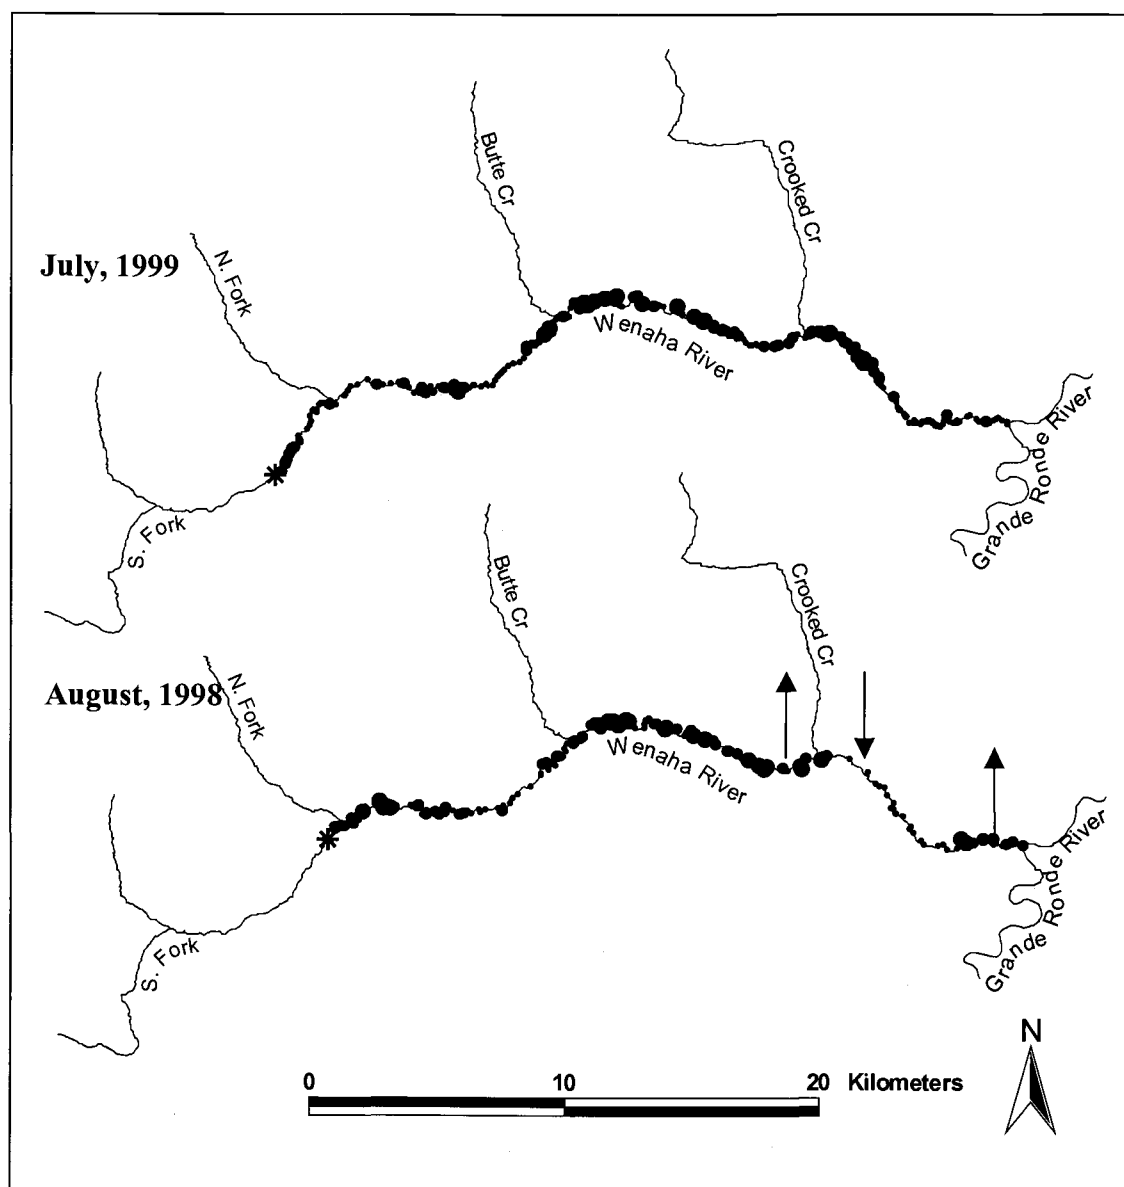 Butte Cr
Crooked Cr
July, 1999
N. Fork
Wenaha River
Grande Ronde River
S. Fork
Butte Cr
Crooked Cr
August, 1998
N. Fork
Wenaha River
Grande Ronde River
S. Fork
N
0 10 20 Kilometers